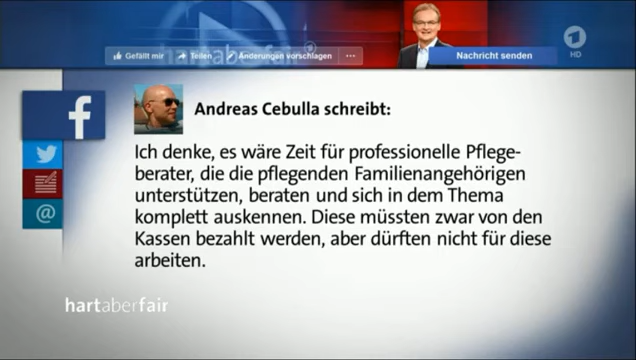 Gefällt mir
Teilen
Änderungen vorschlagen
...
Nachricht senden
HD
f
Andreas Cebulla schreibt:
Ich denke, es wäre Zeit für professionelle Pflege-
berater, die die pflegenden Familienangehörigen
unterstützen, beraten und sich in dem Thema
komplett auskennen. Diese müssten zwar von den
Kassen bezahlt werden, aber dürften nicht für diese
arbeiten.
@
hartaberfair